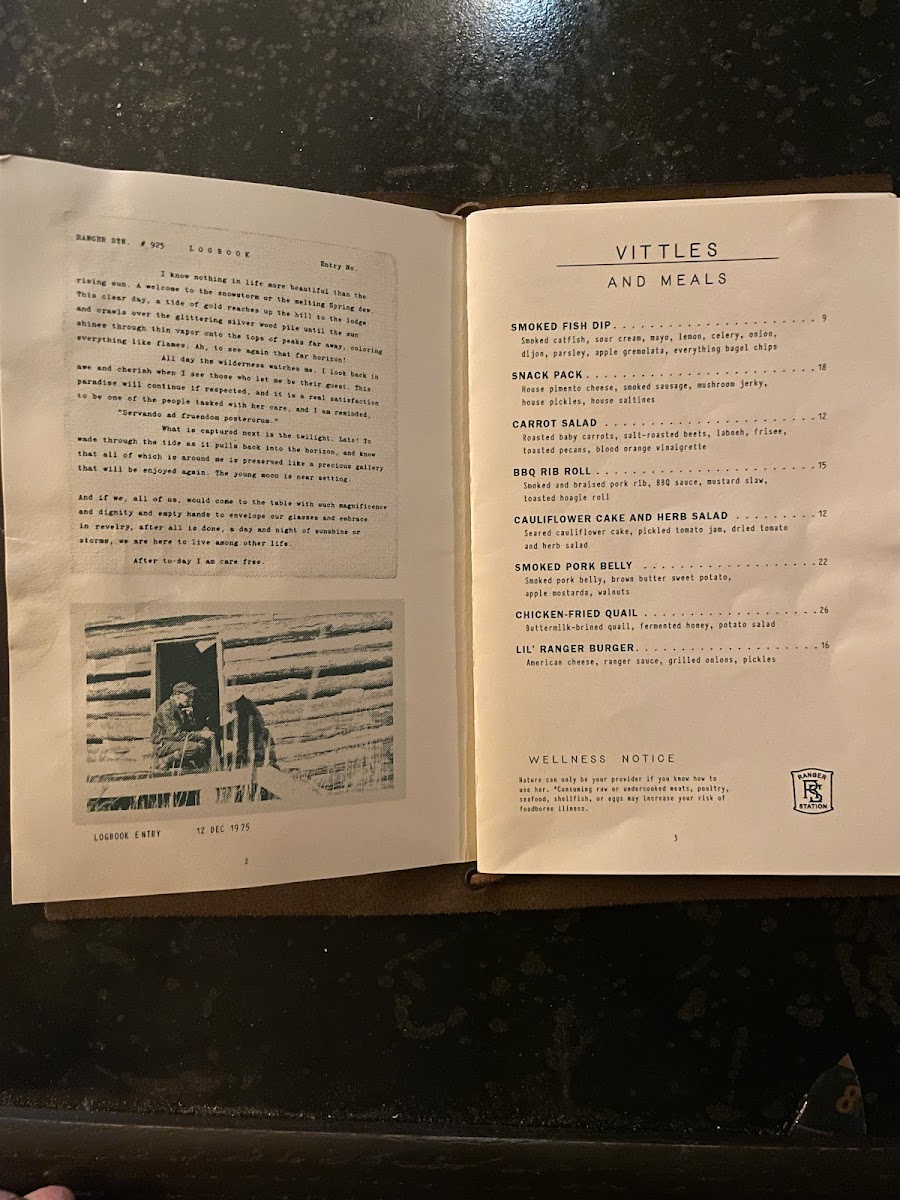 RANGER STN. # 925 LOGBOOK
Entry No.
I know nothing in life more beautiful than the
rising sun. A welcome to the snowstorm or the melting Spring dew.
This clear day, a tide of gold reaches up the hill to the lodge
and crawls over the glittering silver wood pile until the sun
shines through thin vapor onto the tops of peaks far away, coloring
everything like flames. Ah, to see again that far horizon!
All day the wilderness watches me. I look back in
awe and cherish when I see those who let me be their guest. This
paradise will continue if respected, and it is a real satisfaction
to be one of the people tasked with her care, and I am reminded,
"Servando ad fruendom posterorum."
What is captured next is the twilight. Late! To
wade through the tide as it pulls back into the horizon, and know
that all of which is around me is preserved like a precious gallery
that will be enjoyed again. The young moon is near setting.
And if we, all of us, would come to the table with such magnificence
and dignity and empty hands to envelope our glasses and embrace
in revelry, after all is done, a day and night of sunshine or
storms, we are here to live among other life.
After to-day I am care free.
LOGBOOK ENTRY 12 DEC 1975
2
VITTLES
AND MEALS
SMOKED FISH DIP. . . . . . . . . . . . . . . . . . . . . . . . 9
Smoked catfish, sour cream, mayo, lemon, celery, onion,
dijon, parsley, apple gremolata, everything bagel chips
SNACK PACK. . . . . . . . . . . . . . . . . . . . . . . . . . 18
House pimento cheese, smoked sausage, mushroom jerky,
house pickles, house saltines
CARROT SALAD . . . . . . . . . . . . . . . . . . . . . . . . 12
Roasted baby carrots, salt-roasted beets, labneh, frisee,
toasted pecans, blood orange vinaigrette
BBQ RIB ROLL . . . . . . . . . . . . . . . . . . . . . . . . 15
Smoked and braised pork rib, BBQ sauce, mustard slaw,
toasted hoagie roll
CAULIFLOWER CAKE AND HERB SALAD . . . . . . . . . 12
Seared cauliflower cake, pickled tomato jam, dried tomato
and herb salad
SMOKED PORK BELLY . . . . . . . . . . . . . . . . . . . . 22
Smoked pork belly, brown butter sweet potato,
apple mostarda, walnuts
CHICKEN-FRIED QUAIL . . . . . . . . . . . . . . . . . . . 26
Buttermilk-brined quail, fermented honey, potato salad
LIL' RANGER BURGER. . . . . . . . . . . . . . . . . . . . 16
American cheese, ranger sauce, grilled onions, pickles
WELLNESS NOTICE
Nature can only be your provider if you know how to
use her. *Consuming raw or undercooked meats, poultry,
seafood, shellfish, or eggs may increase your risk of
foodborne illness.
RANGER
RS
STATION
3
8